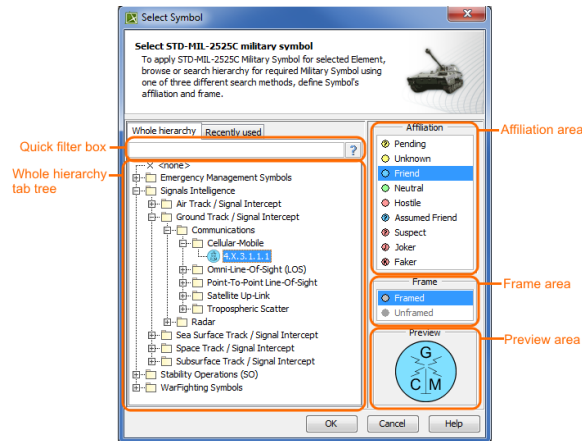 Select Symbol
Select STD-MIL-2525C military symbol
To apply STD-MIL-2525C Military Symbol for selected Element,
browse or search hierarchy for required Military Symbol using
one of three different search methods, define Symbol's
affiliation and frame.
Whole hierarchy
Recently used
Quick filter box
?
Whole hierarchy
tab tree
<none>
Emergency Management Symbols
Signals Intelligence
Air Track / Signal Intercept
Ground Track / Signal Intercept
Communications
Cellular-Mobile
4.X.3.1.1.1
Omni-Line-Of-Sight (LOS)
Point-To-Point Line-Of-Sight
Satellite Up-Link
Tropospheric Scatter
Radar
Sea Surface Track / Signal Intercept
Space Track / Signal Intercept
Subsurface Track / Signal Intercept
Stability Operations (SO)
WarFighting Symbols
Affiliation
Affiliation area
Pending
Unknown
Friend
Neutral
Hostile
Assumed Friend
Suspect
Joker
Faker
Frame
Frame area
Framed
Unframed
Preview
Preview area
G
C M
OK
Cancel
Help